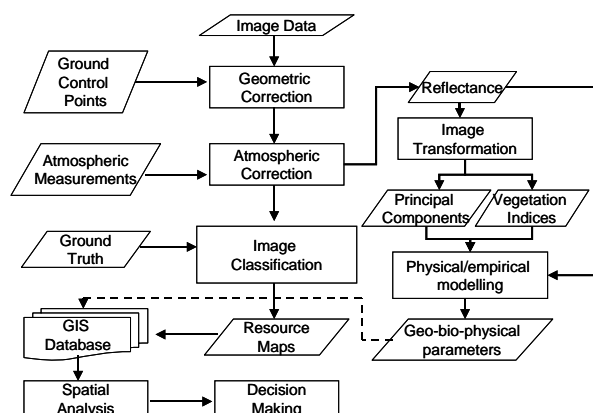 Image Data
Ground
Control
Points
Geometric
Correction
Reflectance
Image
Transformation
Atmospheric
Measurements
Atmospheric
Correction
Principal
Components
Vegetation
Indices
Ground
Truth
Image
Classification
Physical/empirical
modelling
GIS
Database
Resource
Maps
Geo-bio-physical
parameters
Spatial
Analysis
Decision
Making